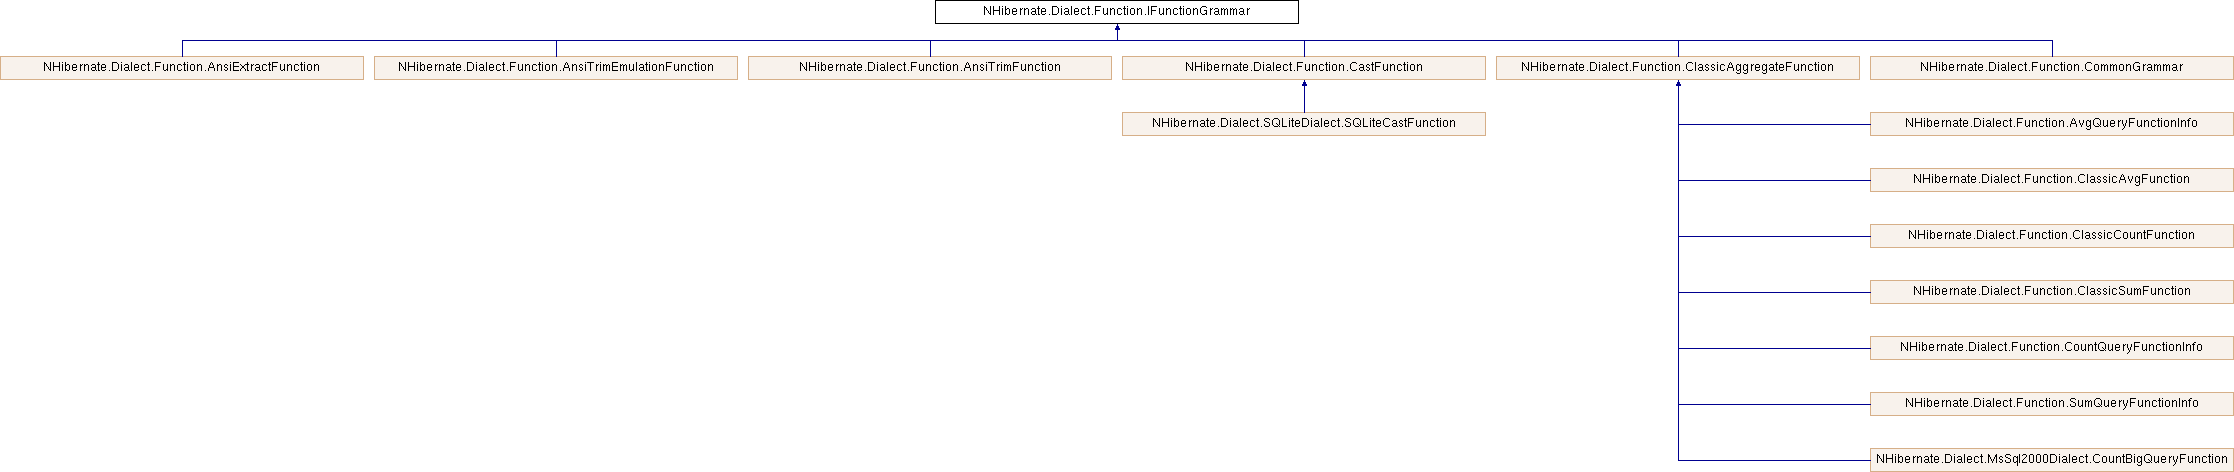 NHibernate.Dialect.Function.IFunctionGrammar
NHibernate.Dialect.Function.AnsiExtractFunction
NHibernate.Dialect.Function.AnsiTrimEmulationFunction
NHibernate.Dialect.Function.AnsiTrimFunction
NHibernate.Dialect.Function.CastFunction
NHibernate.Dialect.Function.ClassicAggregateFunction
NHibernate.Dialect.Function.CommonGrammar
NHibernate.Dialect.SQLiteDialect.SQLiteCastFunction
NHibernate.Dialect.Function.AvgQueryFunctionInfo
NHibernate.Dialect.Function.ClassicAvgFunction
NHibernate.Dialect.Function.ClassicCountFunction
NHibernate.Dialect.Function.ClassicSumFunction
NHibernate.Dialect.Function.CountQueryFunctionInfo
NHibernate.Dialect.Function.SumQueryFunctionInfo
NHibernate.Dialect.MsSql2000Dialect.CountBigQueryFunction